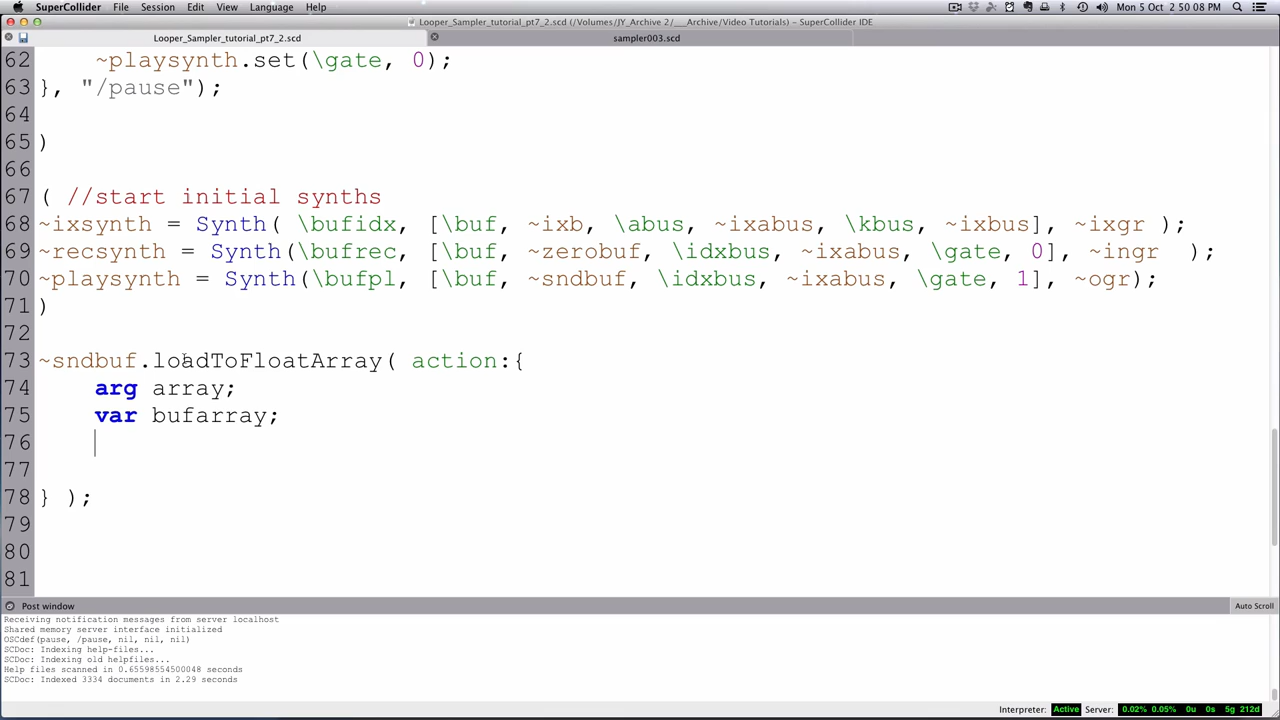 SuperCollider File Session Edit View Language Help Mon 5 Oct 2 50 08 pm
Looper_Sampler_tutorial_pt7_2.scd (/Volumes/JY_Archive 2/___Archive/Video Tutorials) – SuperCollider IDE
Looper_Sampler_tutorial_pt7_2.scd sampler003.scd
62 ~playsynth.set(\gate, 0);
63 }, "/pause");
64
65 )
66
67 ( //start initial synths
68 ~ixsynth = Synth( \bufidx, [\buf, ~ixb, \abus, ~ixabus, \kbus, ~ixbus], ~ixgr );
69 ~recsynth = Synth(\bufrec, [\buf, ~zerobuf, \idxbus, ~ixabus, \gate, 0], ~ingr );
70 ~playsynth = Synth(\bufpl, [\buf, ~sndbuf, \idxbus, ~ixabus, \gate, 1], ~ogr);
71 )
72
73 ~sndbuf.loadToFloatArray( action:{
74 arg array;
75 var bufarray;
76
77
78 } );
79
80
81
Post window Auto Scroll
Receiving notification messages from server localhost
Shared memory server interface initialized
OSCdef(pause, /pause, nil, nil, nil)
SCDoc: Indexing help-files...
SCDoc: Indexing old helpfiles...
Help files scanned in 0.65598554500048 seconds
SCDoc: Indexed 3334 documents in 2.29 seconds
Interpreter: Active Server: 0.02% 0.05% 0u 0s 5g 212d